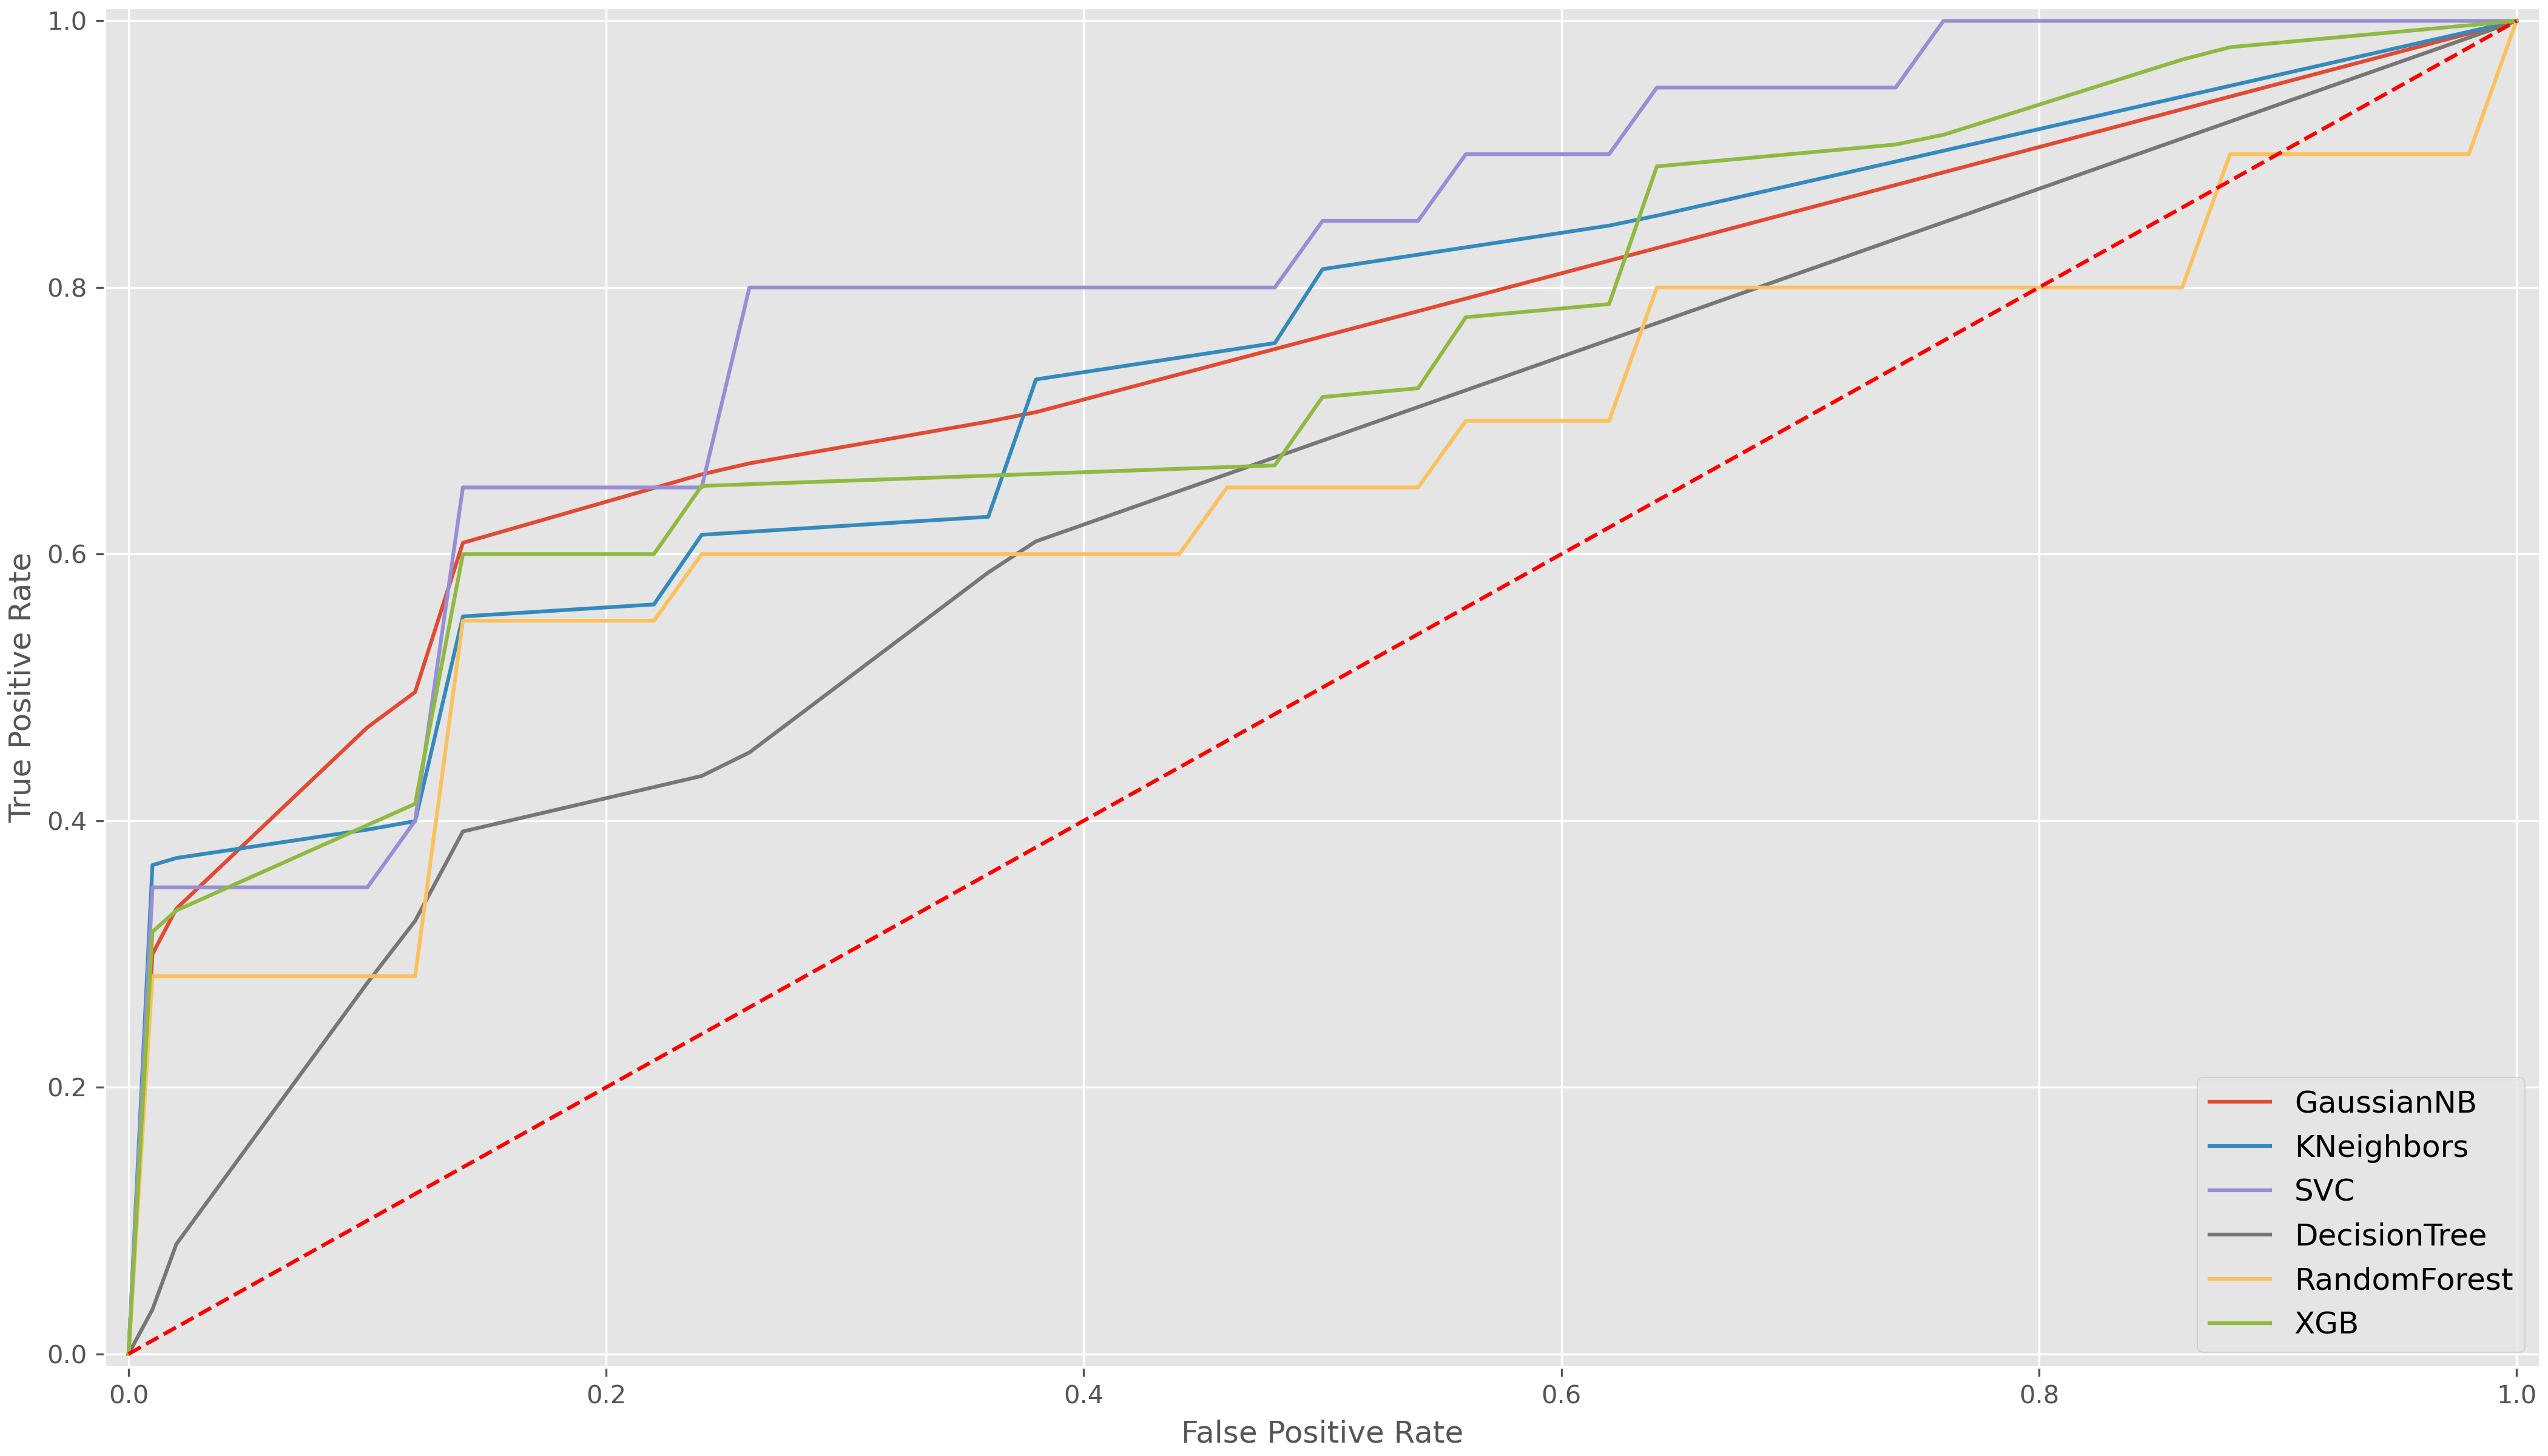 1.0
0.8
0.6
0.4
0.2
0.0
True Positive Rate
0.0 0.2 0.4 0.6 0.8 1.0
False Positive Rate
GaussianNB
KNeighbors
SVC
DecisionTree
RandomForest
XGB